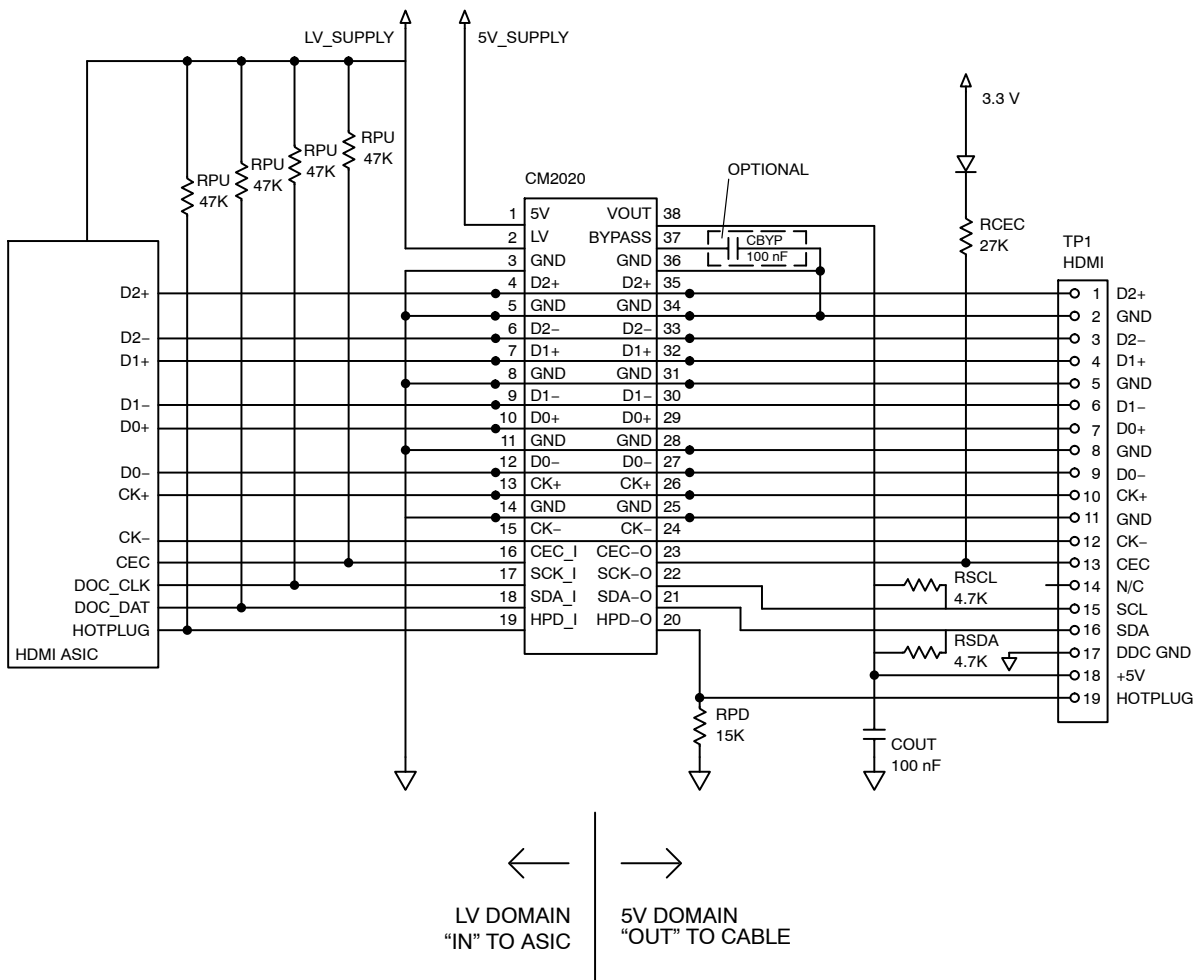 LV_SUPPLY
5V_SUPPLY
3.3 V
RPU
47K
RPU
47K
RPU
47K
RPU
47K
OPTIONAL
CM2020
CBYP
100 nF
RCEC
27K
TP1
HDMI
1 5V VOUT 38
2 LV BYPASS 37
3 GND GND 36
4 D2+ D2+ 35
5 GND GND 34
6 D2− D2− 33
7 D1+ D1+ 32
8 GND GND 31
9 D1− D1− 30
10 D0+ D0+ 29
11 GND GND 28
12 D0− D0− 27
13 CK+ CK+ 26
14 GND GND 25
15 CK− CK− 24
16 CEC_I CEC−O 23
17 SCK_I SCK−O 22
18 SDA_I SDA−O 21
19 HPD_I HPD−O 20
D2+
D2−
D1+
D1−
D0+
D0−
CK+
CK−
CEC
DOC_CLK
DOC_DAT
HOTPLUG
HDMI ASIC
1 D2+
2 GND
3 D2−
4 D1+
5 GND
6 D1−
7 D0+
8 GND
9 D0−
10 CK+
11 GND
12 CK−
13 CEC
14 N/C
15 SCL
16 SDA
17 DDC GND
18 +5V
19 HOTPLUG
RSCL
4.7K
RSDA
4.7K
RPD
15K
COUT
100 nF
LV DOMAIN
“IN” TO ASIC
5V DOMAIN
“OUT” TO CABLE